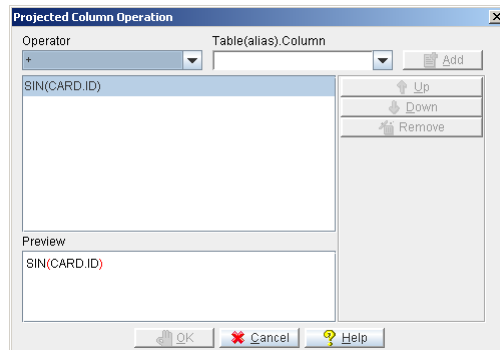 Projected Column Operation
Operator
Table(alias).Column
+
Add
SIN(CARD.ID)
Up
Down
Remove
Preview
SIN(CARD.ID)
OK
Cancel
Help